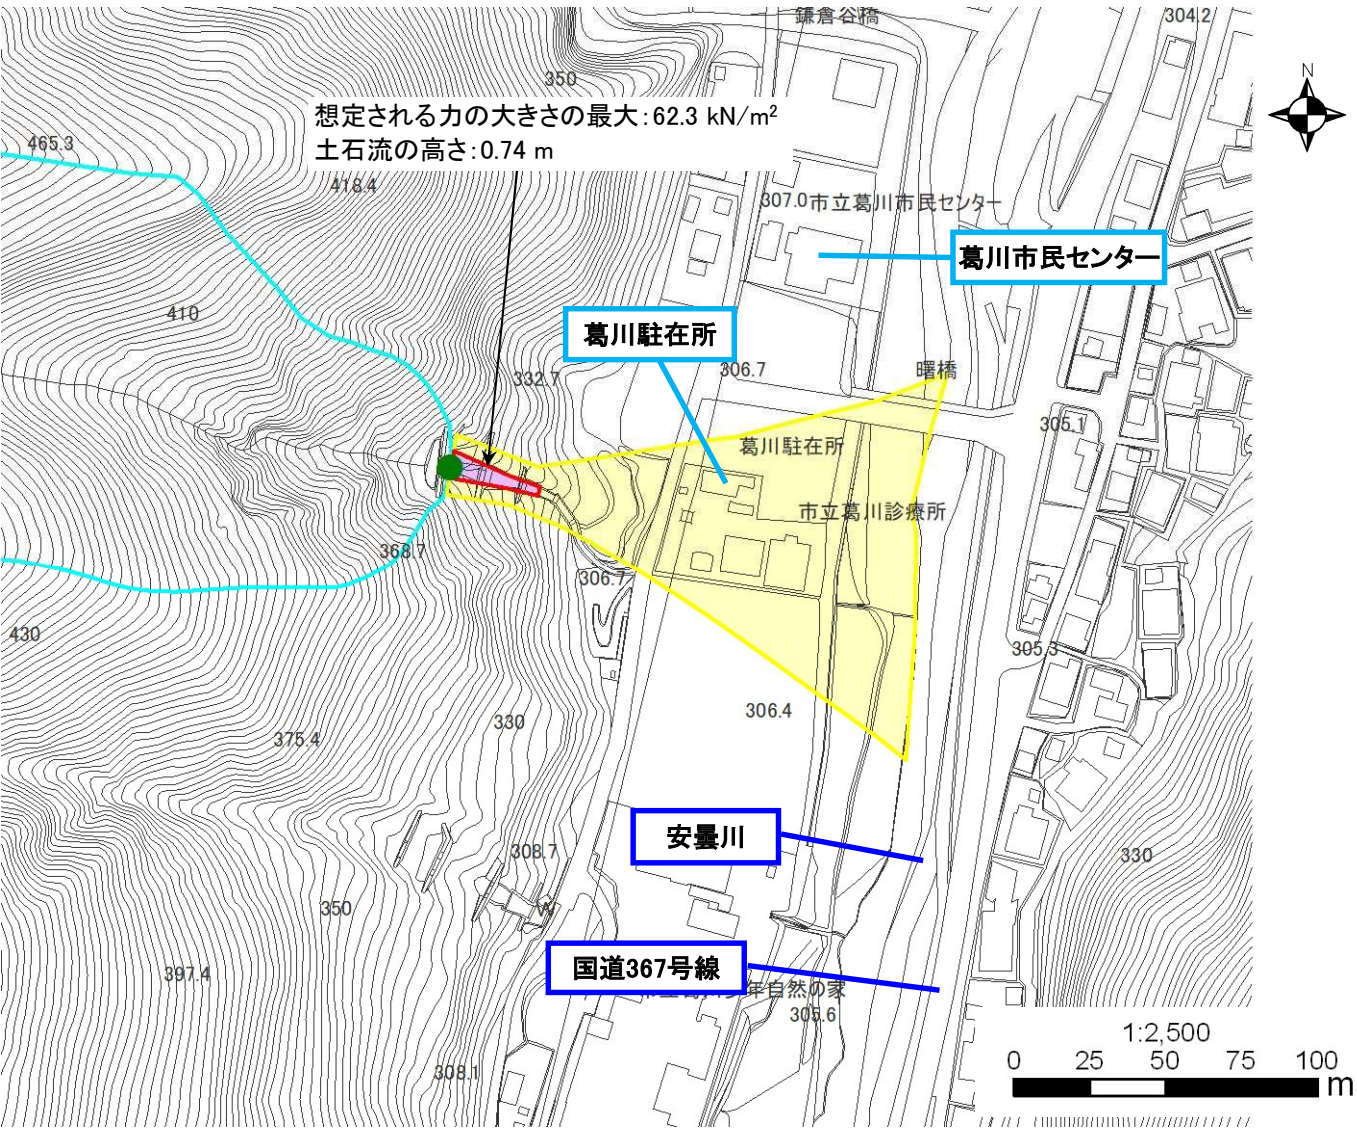 鎌倉谷橋
304.2
N
350
想定される力の大きさの最大：62.3 kN/m²
土石流の高さ：0.74 m
465.3
418.4
307.0
市立葛川市民センター
葛川市民センター
410
葛川駐在所
332.7
306.7
曙橋
305.1
葛川駐在所
市立葛川診療所
368.7
306.7
430
305.3
306.4
375.4
330
安曇川
308.7
330
350
W
国道367号線
397.4
年自然の家
305.6
308.1
1:2,500
0 25 50 75 100
m